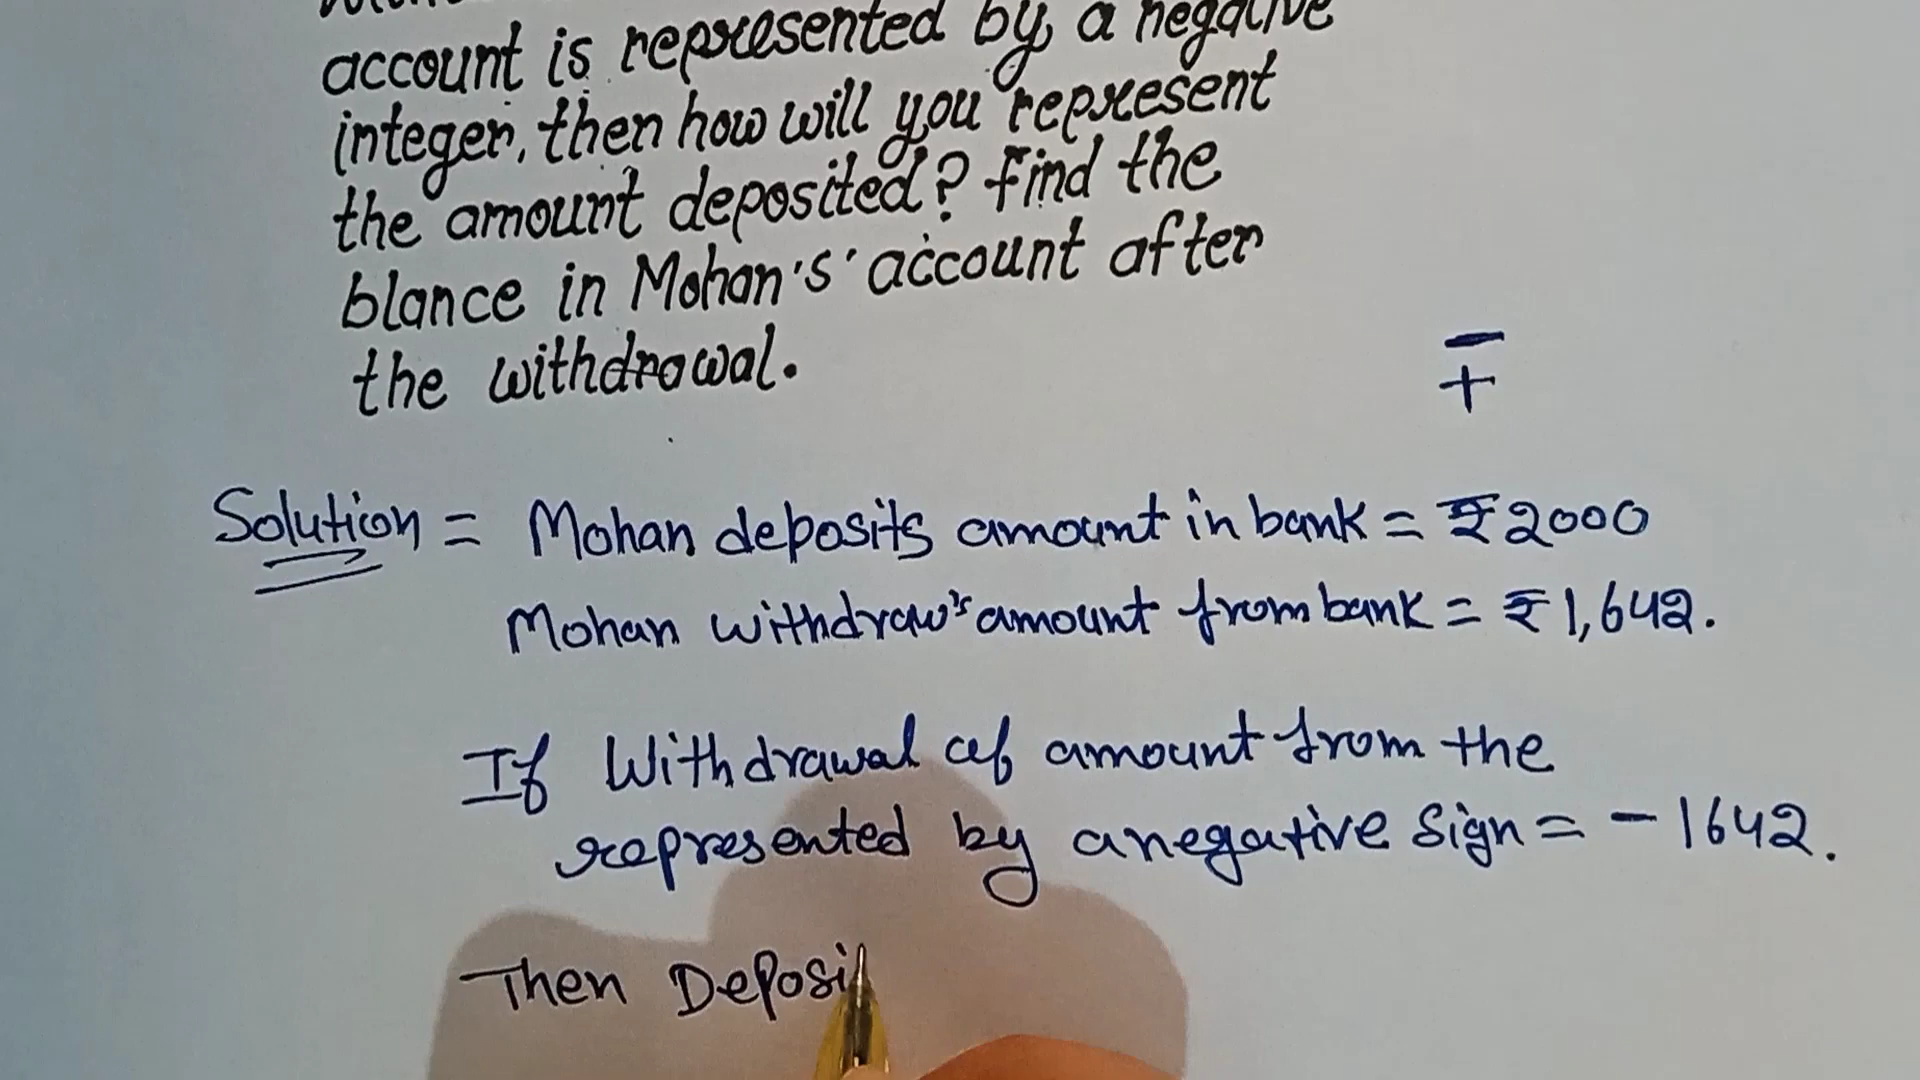 account is represented by a negative
integer, then how will you represent
the amount deposited? find the
blance in Mohan's' account after
the withdrawal.
−
+
Solution = Mohan deposits amount in bank = ₹2000
Mohan withdraw's amount from bank = ₹1,642.
If Withdrawal of amount from the
represented by a negative sign = − 1642.
Then Deposi